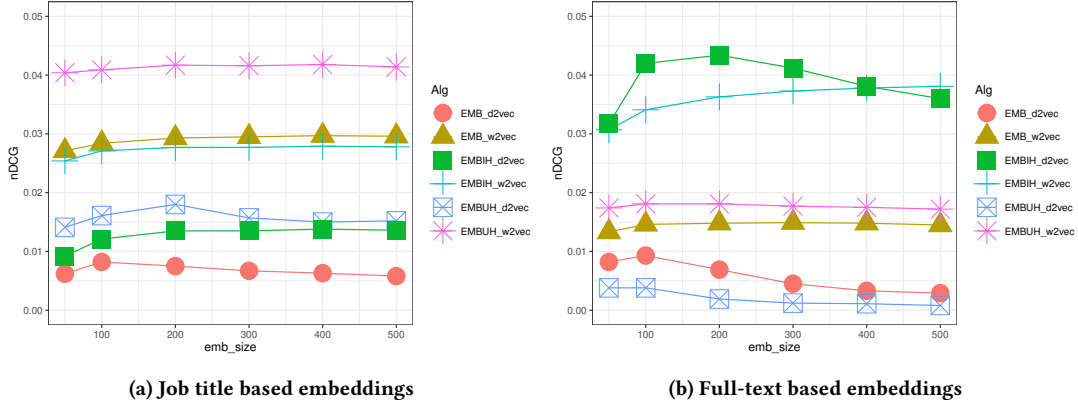 0.05
0.04
0.03
0.02
0.01
0.00
nDCG
100
200
300
400
500
emb_size
Alg
EMB_d2vec
EMB_w2vec
EMBIH_d2vec
EMBIH_w2vec
EMBUH_d2vec
EMBUH_w2vec
(a) Job title based embeddings
0.05
0.04
0.03
0.02
0.01
0.00
nDCG
100
200
300
400
500
emb_size
Alg
EMB_d2vec
EMB_w2vec
EMBIH_d2vec
EMBIH_w2vec
EMBUH_d2vec
EMBUH_w2vec
(b) Full-text based embeddings